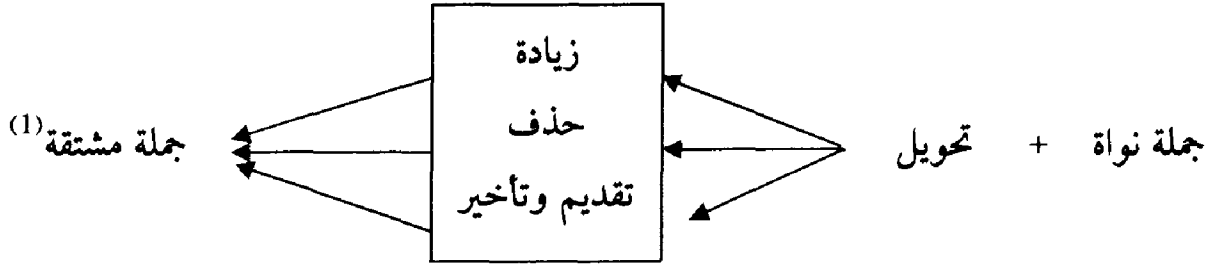 زيادة
حذف
تقديم وتأخير
جملة نواة + تحويل
جملة مشتقة(1)